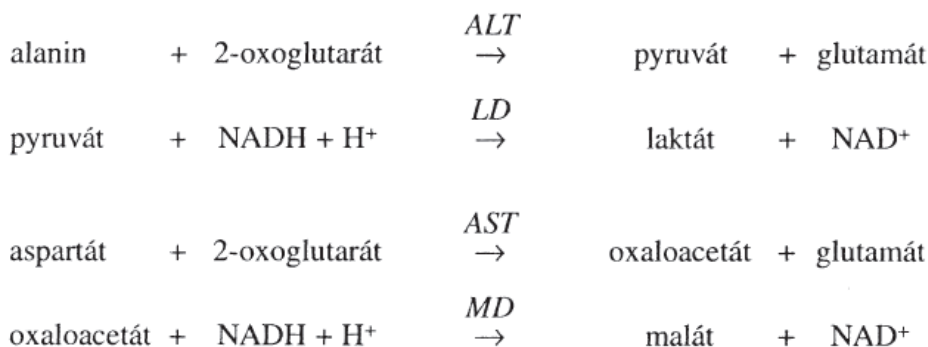 ALT
alanin + 2-oxoglutarát → pyruvát + glutamát
LD
pyruvát + NADH + H⁺ → laktát + NAD⁺
AST
aspartát + 2-oxoglutarát → oxaloacetát + glutamát
MD
oxaloacetát + NADH + H⁺ → malát + NAD⁺